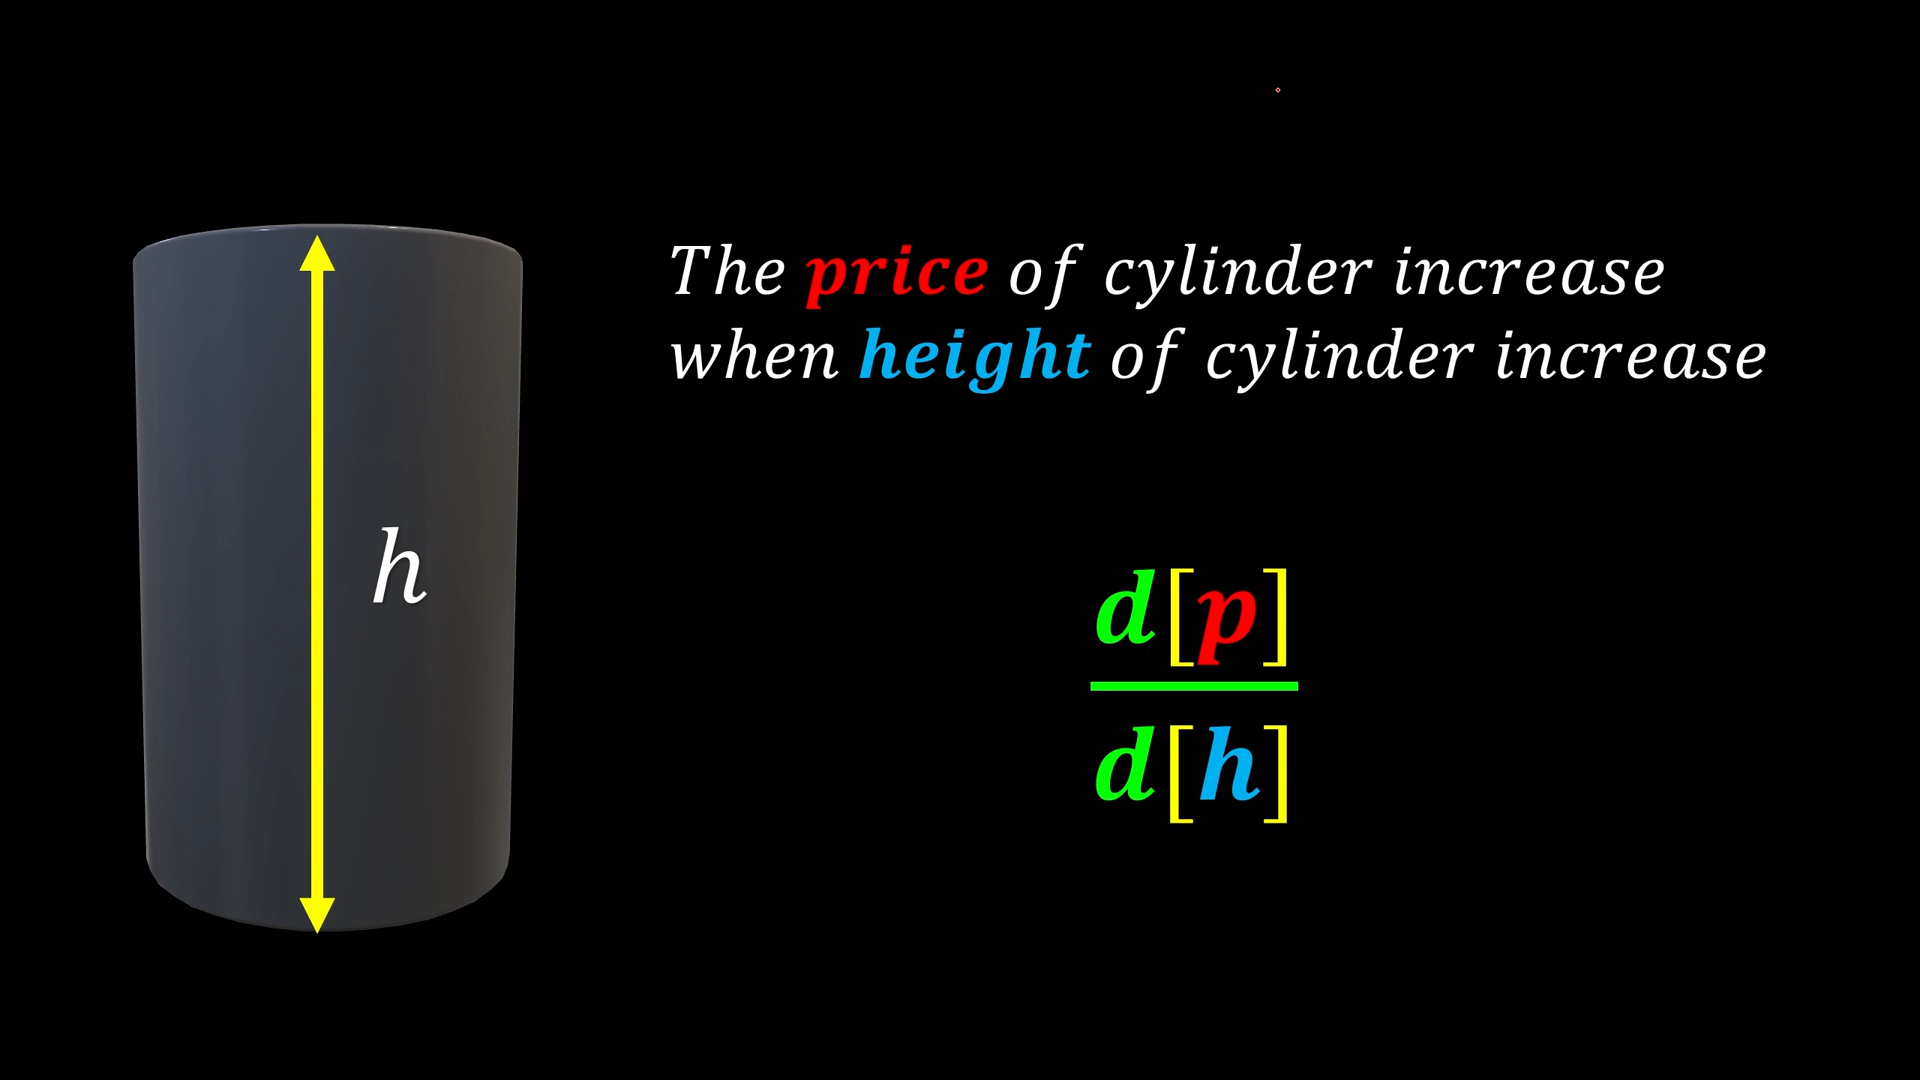 The price of cylinder increase
when height of cylinder increase
h
d[p]
d[h]